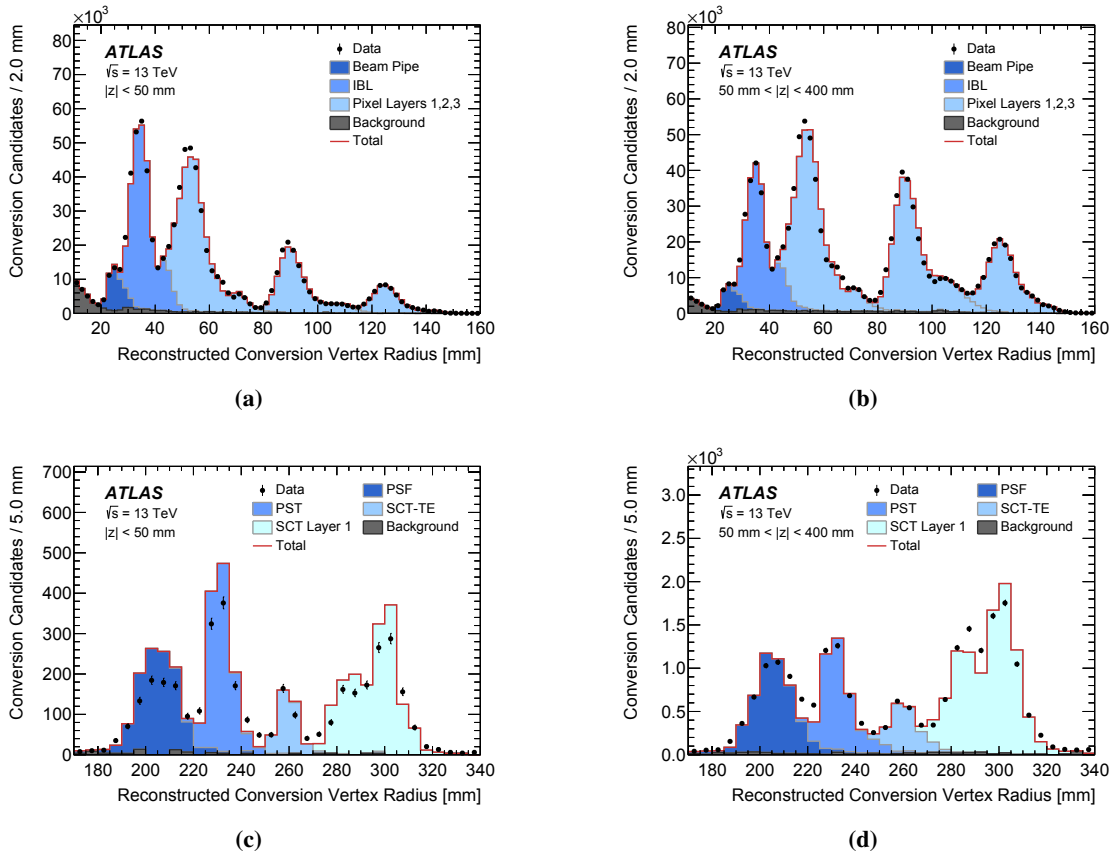 ×10³
80
70
60
50
40
30
20
10
0
Conversion Candidates / 2.0 mm
ATLAS
√s = 13 TeV
|z| < 50 mm
Data
Beam Pipe
IBL
Pixel Layers 1,2,3
Background
Total
20 40 60 80 100 120 140 160
Reconstructed Conversion Vertex Radius [mm]
(a)
×10³
80
70
60
50
40
30
20
10
0
Conversion Candidates / 2.0 mm
ATLAS
√s = 13 TeV
50 mm < |z| < 400 mm
Data
Beam Pipe
IBL
Pixel Layers 1,2,3
Background
Total
20 40 60 80 100 120 140 160
Reconstructed Conversion Vertex Radius [mm]
(b)
700
600
500
400
300
200
100
0
Conversion Candidates / 5.0 mm
ATLAS
√s = 13 TeV
|z| < 50 mm
Data PSF
PST SCT-TE
SCT Layer 1 Background
Total
180 200 220 240 260 280 300 320 340
Reconstructed Conversion Vertex Radius [mm]
(c)
×10³
3.0
2.5
2.0
1.5
1.0
0.5
0.0
Conversion Candidates / 5.0 mm
ATLAS
√s = 13 TeV
50 mm < |z| < 400 mm
Data PSF
PST SCT-TE
SCT Layer 1 Background
Total
180 200 220 240 260 280 300 320 340
Reconstructed Conversion Vertex Radius [mm]
(d)